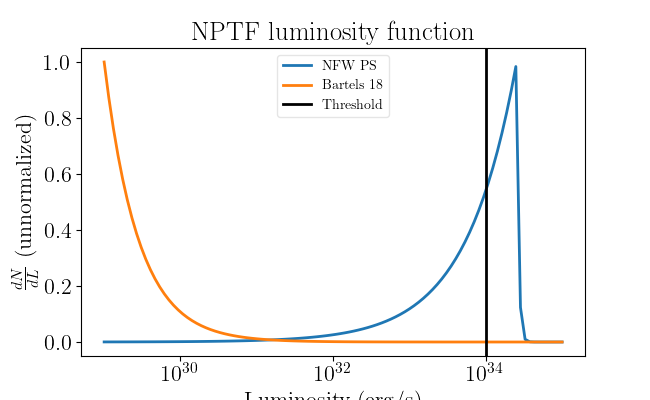 NPTF luminosity function
NFW PS
Bartels 18
Threshold
1.0
0.8
0.6
0.4
0.2
0.0
dN/dL (unnormalized)
10^30 10^32 10^34
Luminosity (erg/s)